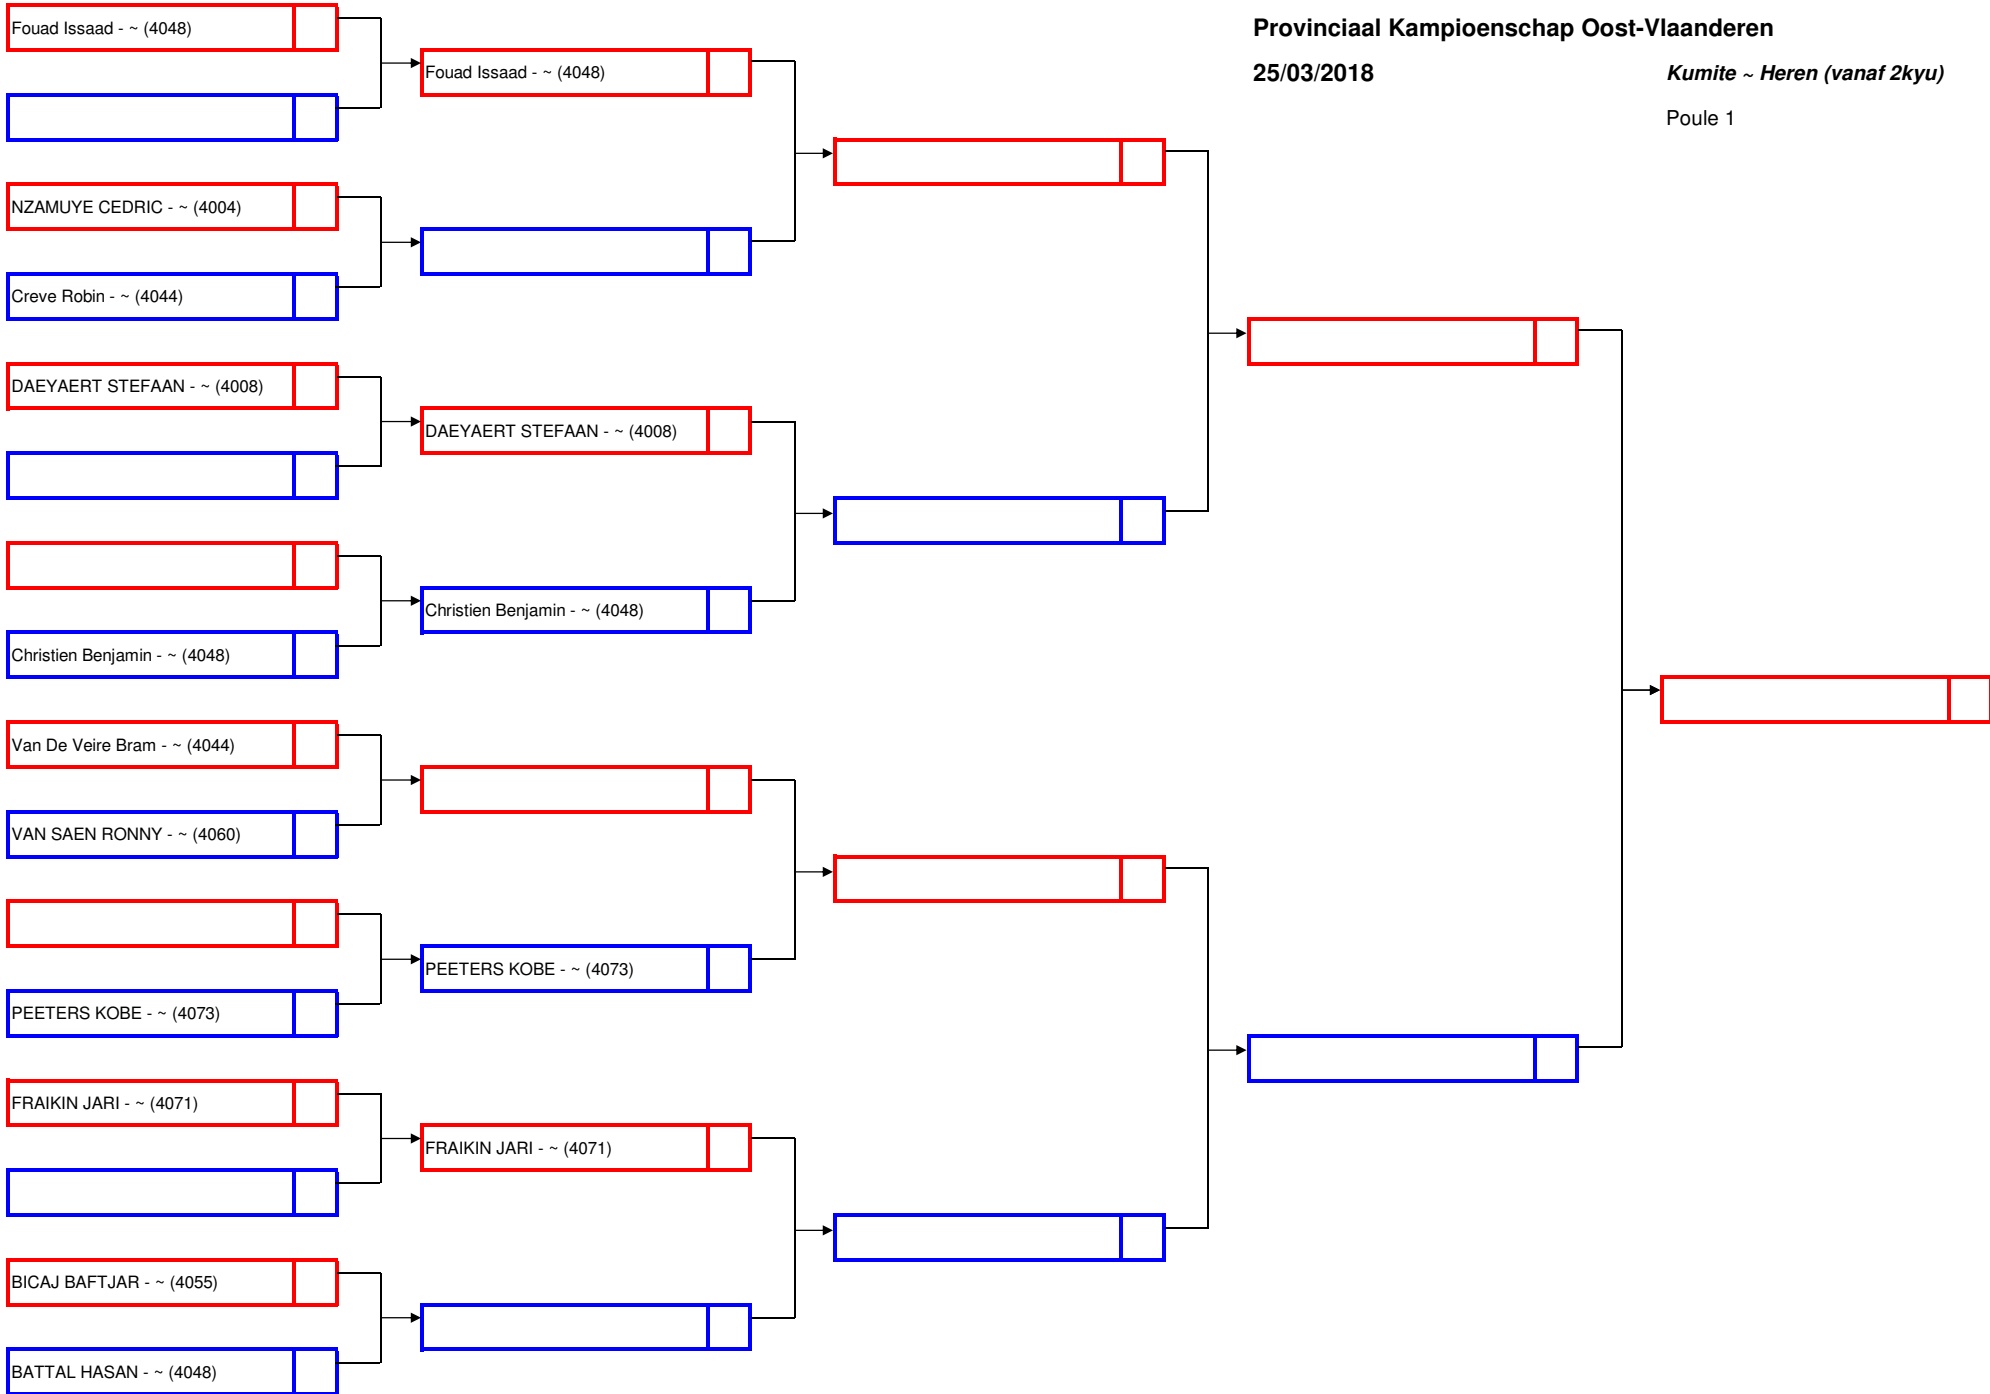 Provinciaal Kampioenschap Oost-Vlaanderen
25/03/2018
Kumite ~ Heren (vanaf 2kyu)
Poule 1
Fouad Issaad - ~ (4048)
NZAMUYE CEDRIC - ~ (4004)
Creve Robin - ~ (4044)
DAEYAERT STEFAAN - ~ (4008)
Christien Benjamin - ~ (4048)
Van De Veire Bram - ~ (4044)
VAN SAEN RONNY - ~ (4060)
PEETERS KOBE - ~ (4073)
FRAIKIN JARI - ~ (4071)
BICAJ BAFTJAR - ~ (4055)
BATTAL HASAN - ~ (4048)
Fouad Issaad - ~ (4048)
DAEYAERT STEFAAN - ~ (4008)
Christien Benjamin - ~ (4048)
PEETERS KOBE - ~ (4073)
FRAIKIN JARI - ~ (4071)